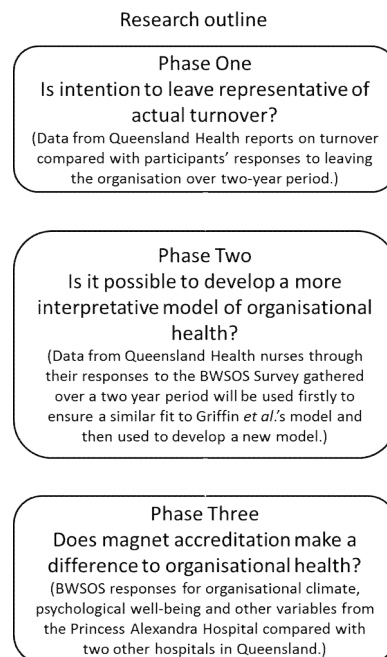 Research outline
Phase One
Is intention to leave representative of
actual turnover?
(Data from Queensland Health reports on turnover
compared with participants' responses to leaving
the organisation over two-year period.)
Phase Two
Is it possible to develop a more
interpretative model of organisational
health?
(Data from Queensland Health nurses through
their responses to the BWSOS Survey gathered
over a two year period will be used firstly to
ensure a similar fit to Griffin et al.'s model and
then used to develop a new model.)
Phase Three
Does magnet accreditation make a
difference to organisational health?
(BWSOS responses for organisational climate,
psychological well-being and other variables from
the Princess Alexandra Hospital compared with
two other hospitals in Queensland.)